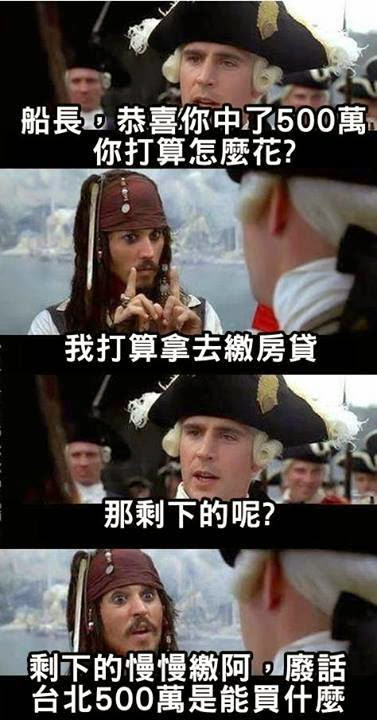 船長，恭喜你中了500萬
你打算怎麼花?
我打算拿去繳房貸
那剩下的呢?
剩下的慢慢繳阿，廢話
台北500萬是能買什麼